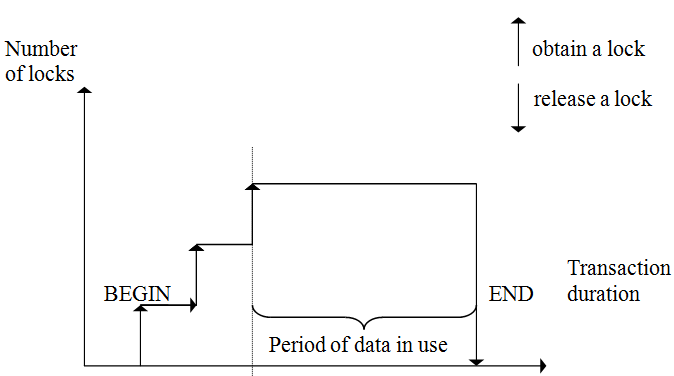 Number
of locks
obtain a lock
release a lock
BEGIN
END
Transaction
duration
Period of data in use